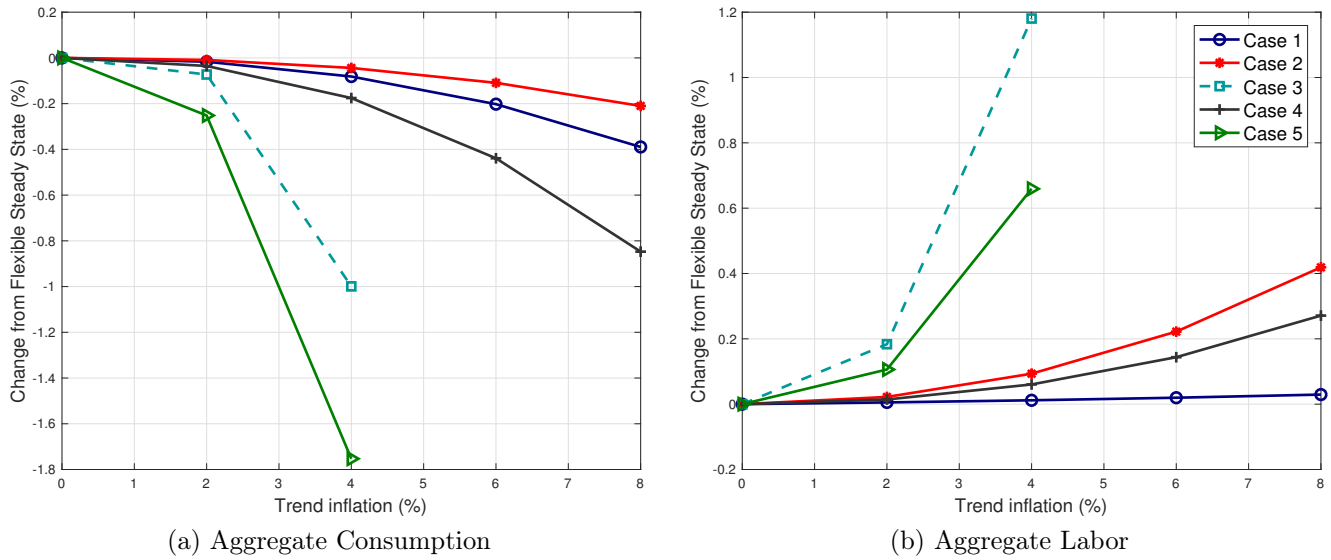 0.2
0
-0.2
-0.4
-0.6
-0.8
-1
-1.2
-1.4
-1.6
-1.8
Change from Flexible Steady State (%)
0 1 2 3 4 5 6 7 8
Trend inflation (%)
(a) Aggregate Consumption
1.2
1
0.8
0.6
0.4
0.2
0
-0.2
Change from Flexible Steady State (%)
Case 1
Case 2
Case 3
Case 4
Case 5
0 1 2 3 4 5 6 7 8
Trend inflation (%)
(b) Aggregate Labor